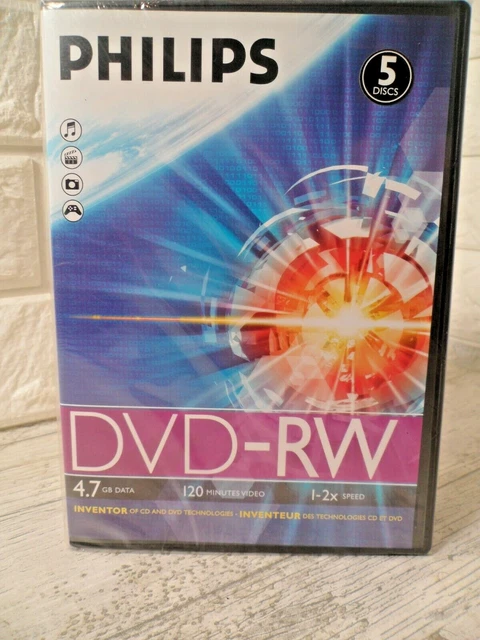 PHILIPS
5
DISCS
DVD-RW
4.7 GB DATA 120 MINUTES VIDEO 1-2x SPEED
INVENTOR OF CD AND DVD TECHNOLOGIES - INVENTEUR DES TECHNOLOGIES CD ET DVD